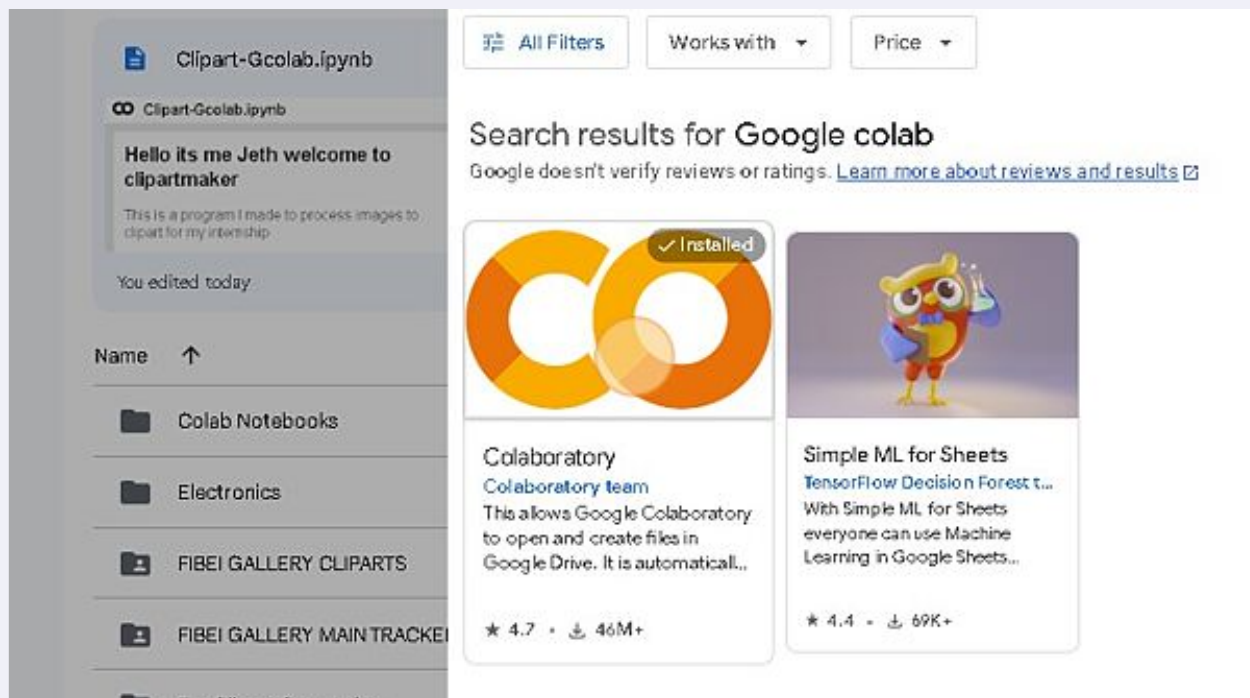 Clipart-Gcolab.ipynb
Clipart-Gcolab.ipynb
Hello its me Jeth welcome to
clipartmaker
This is a program I made to process images to
clipart for my internship
You edited today
Name
Colab Notebooks
Electronics
FIBEI GALLERY CLIPARTS
FIBEI GALLERY MAIN TRACKE
All Filters
Works with
Price
Search results for Google colab
Google doesn't verify reviews or ratings. Learn more about reviews and results
Installed
Colaboratory
Colaboratory team
This allows Google Colaboratory
to open and create files in
Google Drive. It is automaticall...
4.7 • 46M+
Simple ML for Sheets
TensorFlow Decision Forest t...
With Simple ML for Sheets
everyone can use Machine
Learning in Google Sheets...
4.4 • 69K+